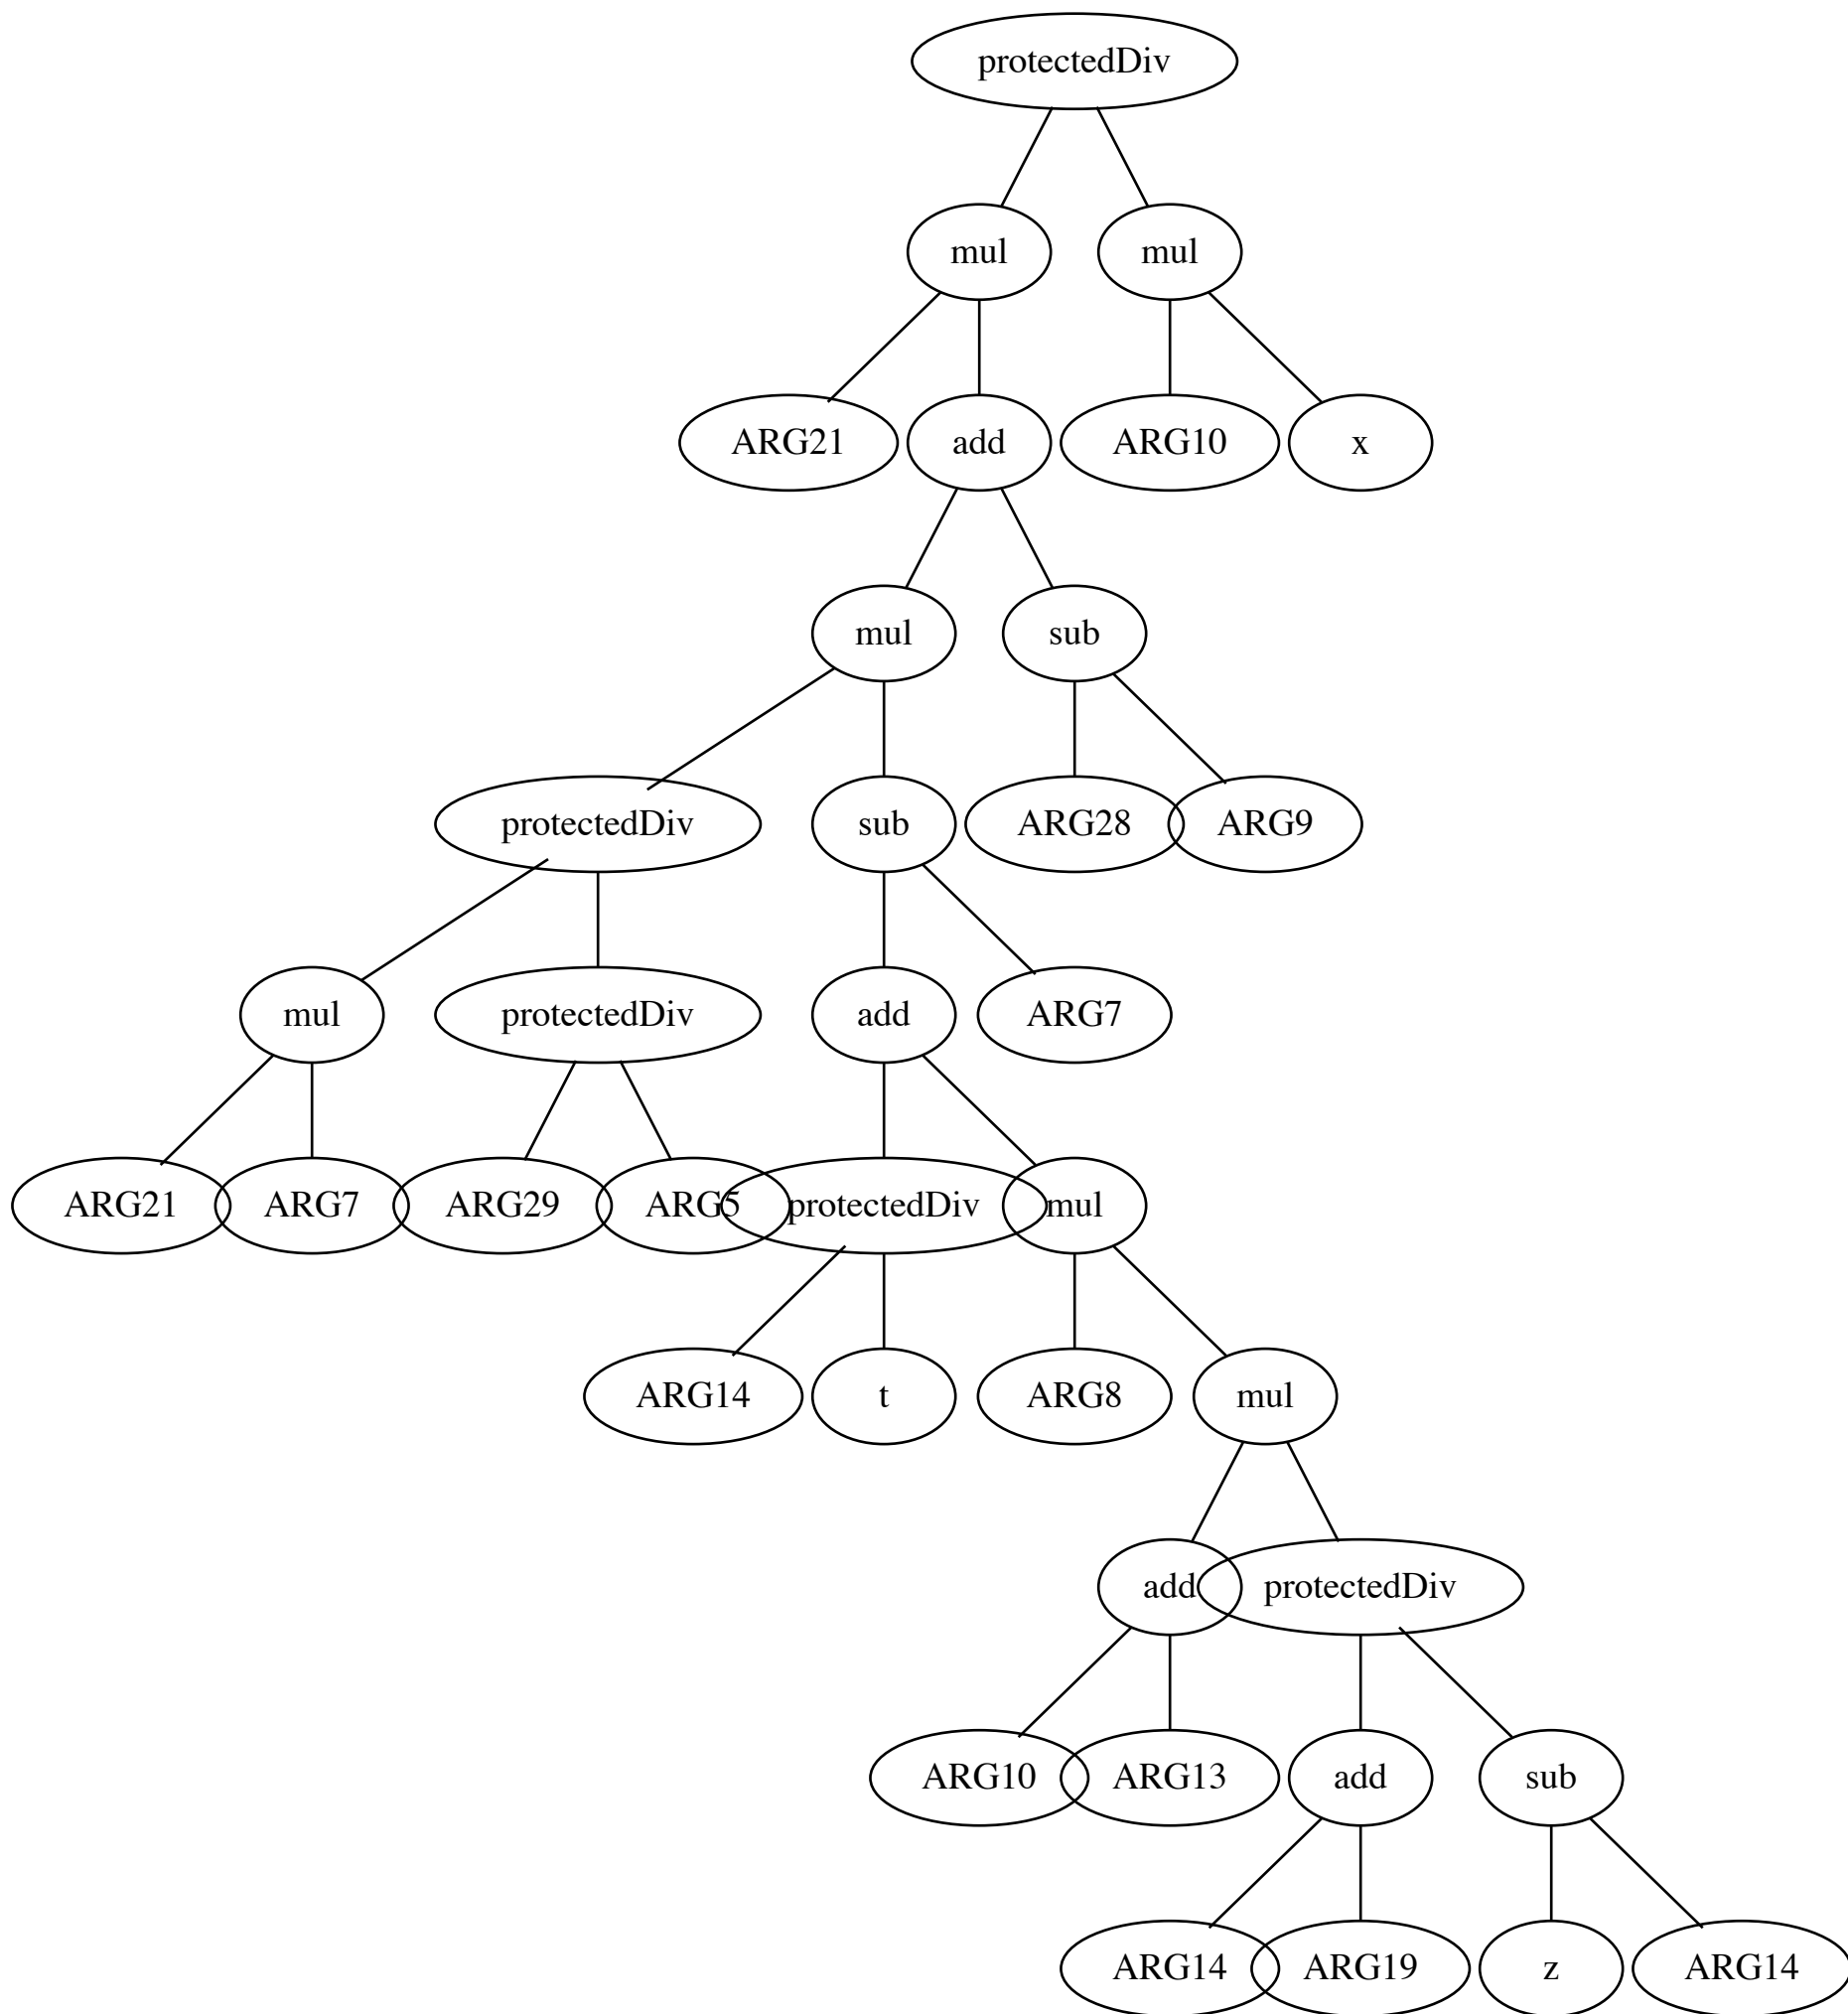 protectedDiv
mul mul
ARG21 add ARG10 x
mul sub
protectedDiv sub ARG28 ARG9
mul protectedDiv add ARG7
ARG21 ARG7 ARG29 ARG5 protectedDiv mul
ARG14 t ARG8 mul
add protectedDiv
ARG10 ARG13 add sub
ARG14 ARG19 z ARG14